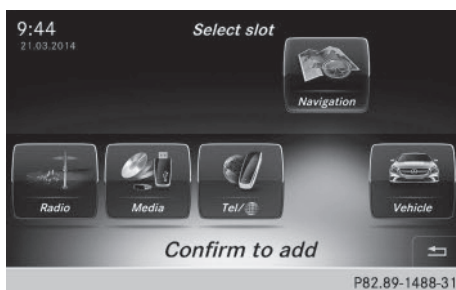 9:44
Select slot
21.03.2014
Navigation
Radio
Media
Tel/
Vehicle
Confirm to add
P82.89-1488-31